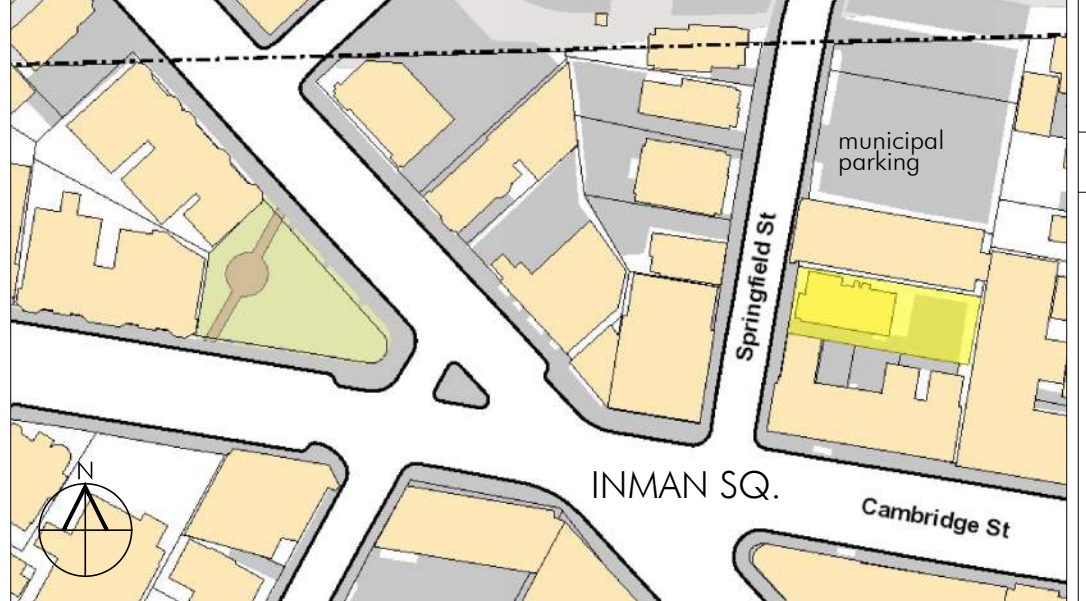 municipal
parking
Springfield St
INMAN SQ.
Cambridge St
N